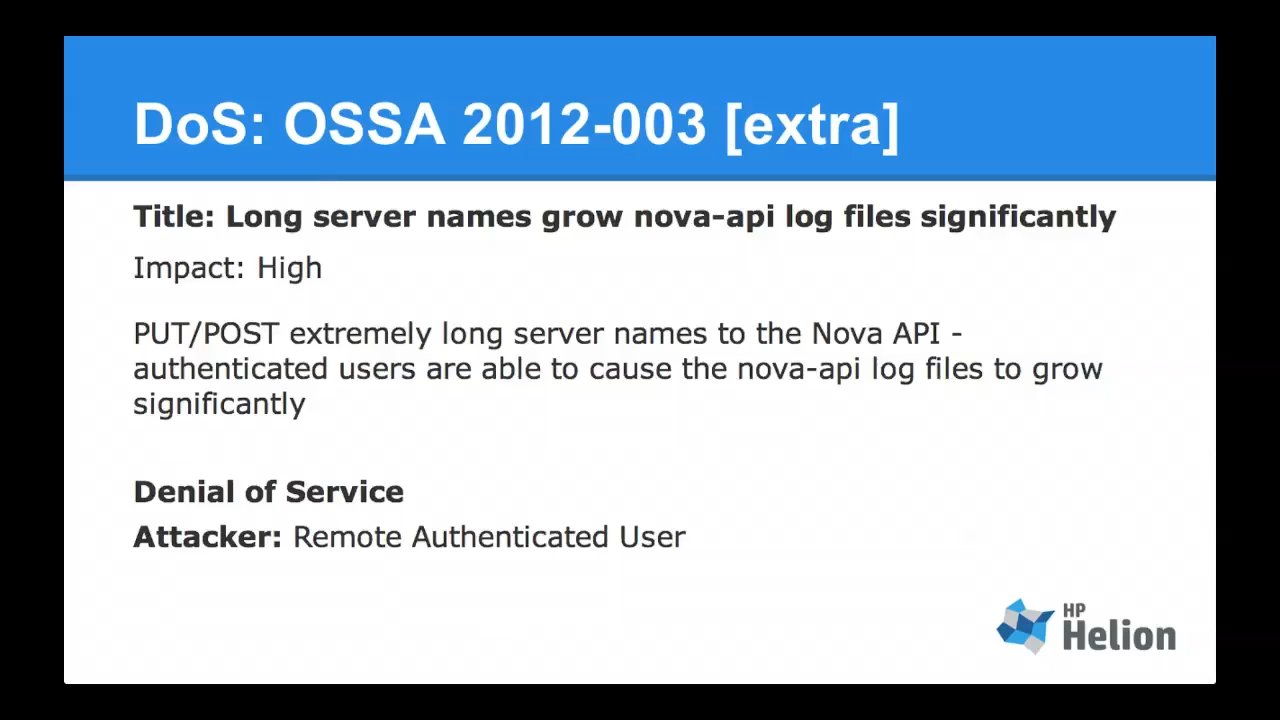 DoS: OSSA 2012-003 [extra]
Title: Long server names grow nova-api log files significantly
Impact: High
PUT/POST extremely long server names to the Nova API -
authenticated users are able to cause the nova-api log files to grow
significantly
Denial of Service
Attacker: Remote Authenticated User
HP
Helion